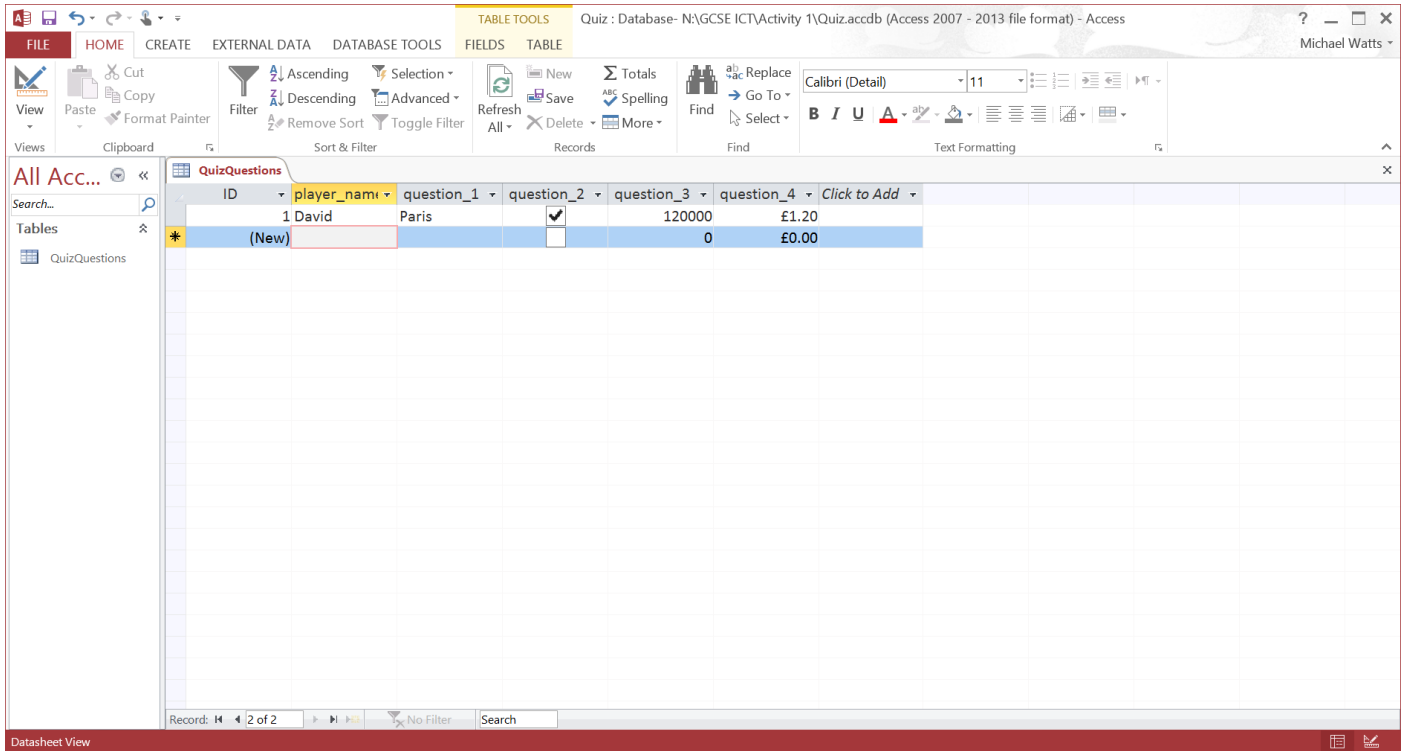 TABLE TOOLS Quiz : Database- N:\GCSE ICT\Activity 1\Quiz.accdb (Access 2007 - 2013 file format) - Access ?
FILE HOME CREATE EXTERNAL DATA DATABASE TOOLS FIELDS TABLE Michael Watts
View
Paste
Cut
Copy
Format Painter
Filter
Ascending
Descending
Remove Sort
Selection
Advanced
Toggle Filter
Refresh
All
New
Save
Delete
Totals
Spelling
More
Find
Replace
Go To
Select
Calibri (Detail) 11
B I U A
Views Clipboard Sort & Filter Records Find Text Formatting
All Acc... «
Search...
Tables
QuizQuestions
QuizQuestions
ID player_name question_1 question_2 question_3 question_4 Click to Add
1 David Paris 120000 £1.20
(New) 0 £0.00
Record: 2 of 2 No Filter Search
Datasheet View